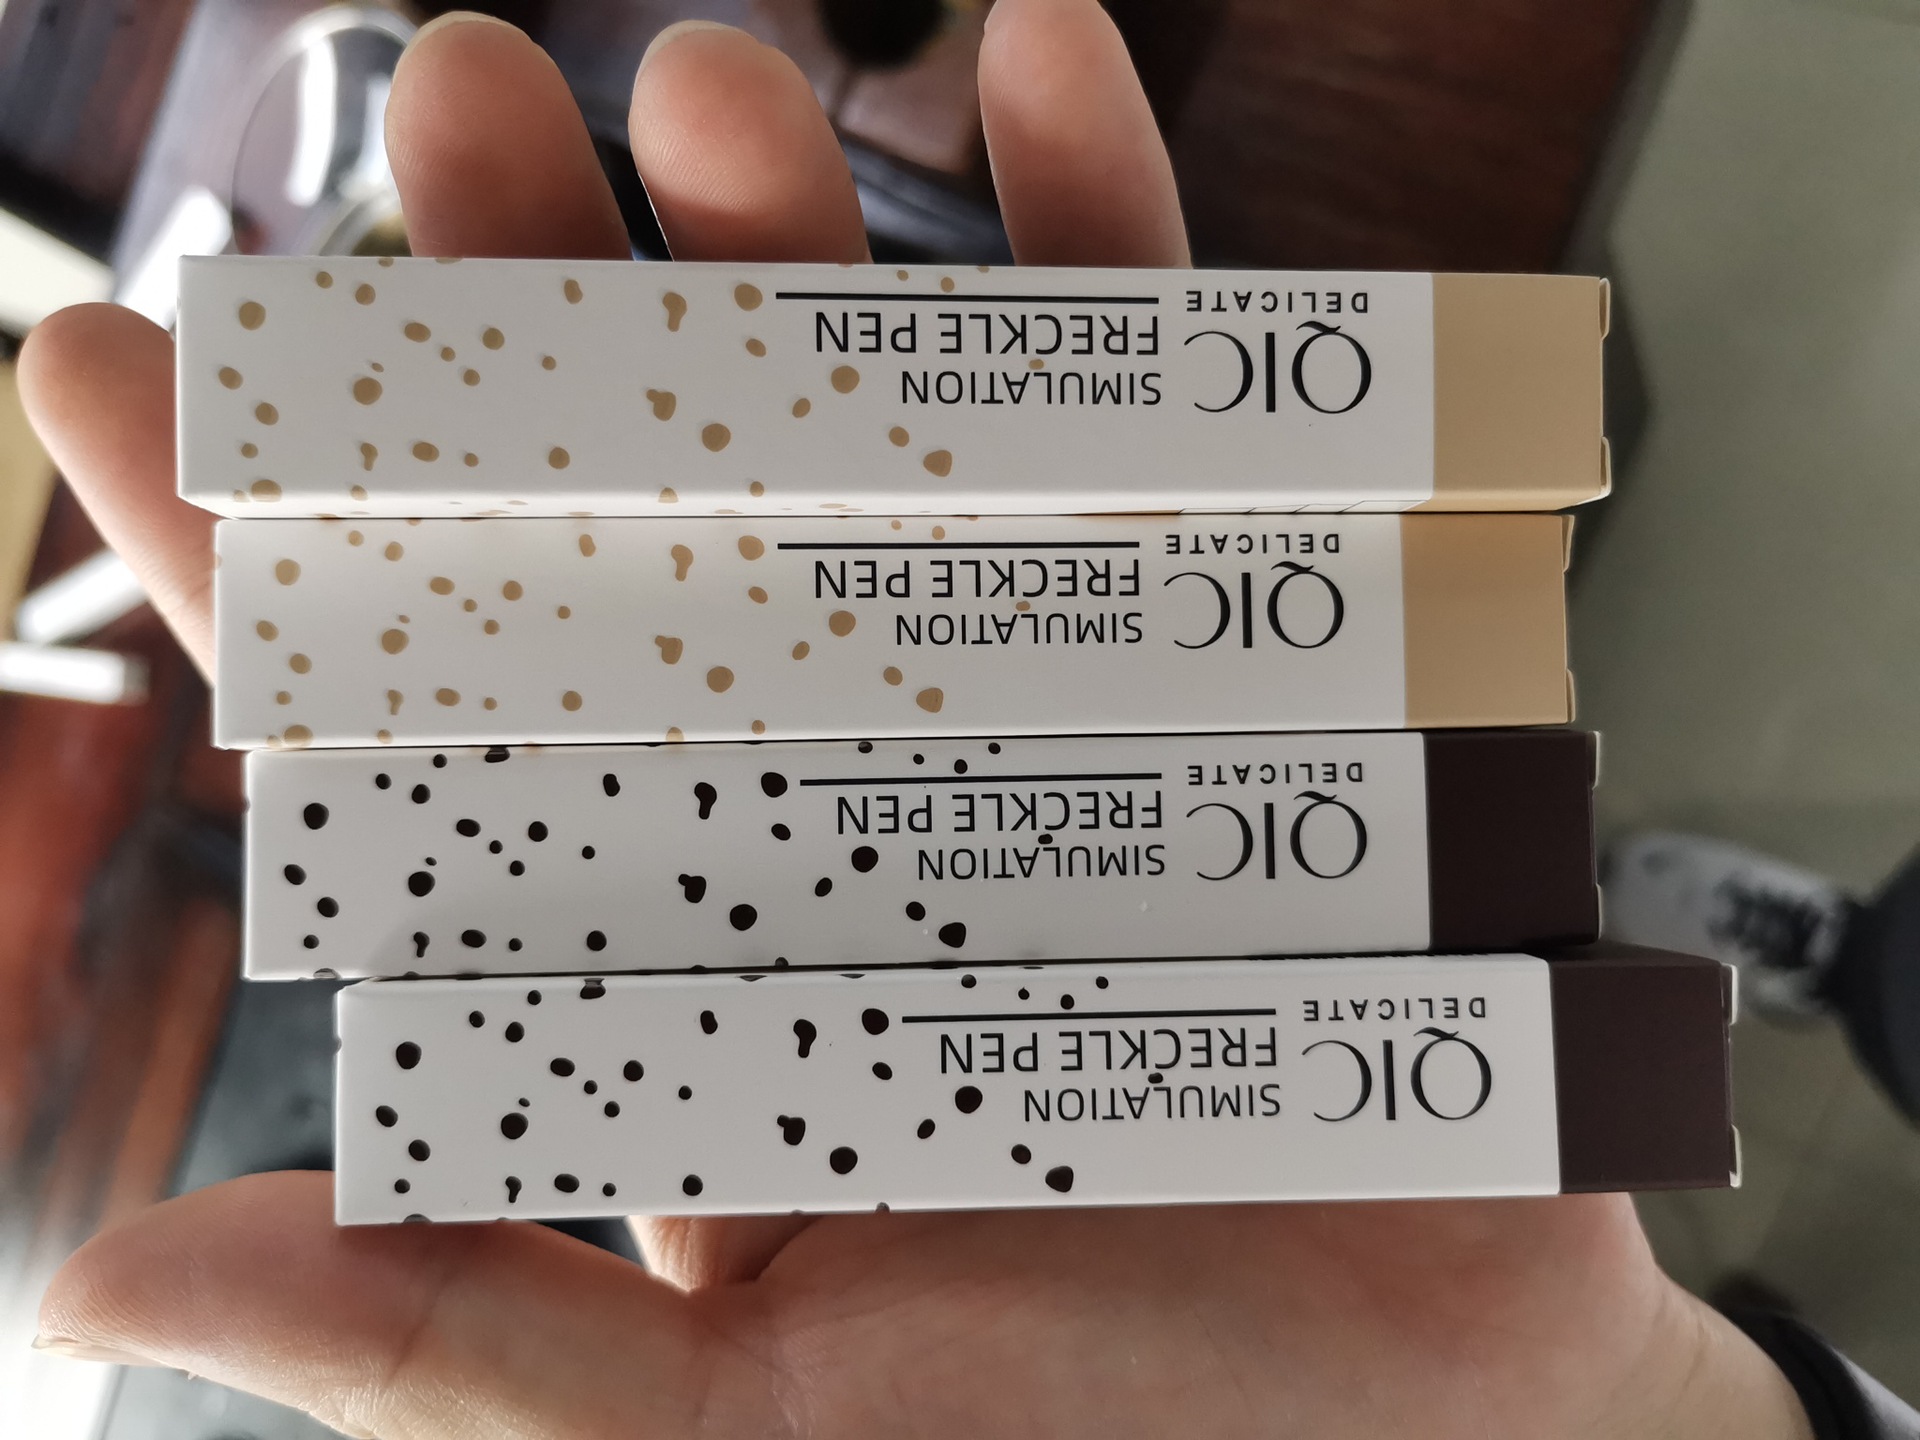 QIC
DELICATE
SIMULATION
FRECKLE PEN
QIC
DELICATE
SIMULATION
FRECKLE PEN
QIC
DELICATE
SIMULATION
FRECKLE PEN
QIC
DELICATE
SIMULATION
FRECKLE PEN